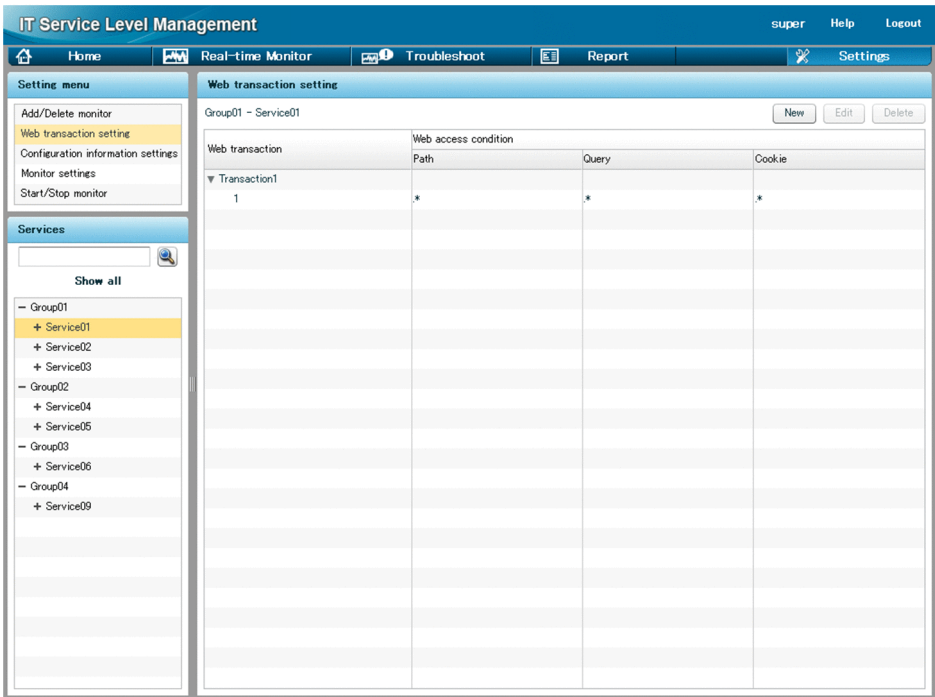 IT Service Level Management
super Help Logout
Home Real-time Monitor Troubleshoot Report Settings
Setting menu
Add/Delete monitor
Web transaction setting
Configuration information settings
Monitor settings
Start/Stop monitor
Services
Show all
− Group01
+ Service01
+ Service02
+ Service03
− Group02
+ Service04
+ Service05
− Group03
+ Service06
− Group04
+ Service09
Web transaction setting
Group01 - Service01
New Edit Delete
Web transaction
Web access condition
Path Query Cookie
▼ Transaction1
1 .* .* .*